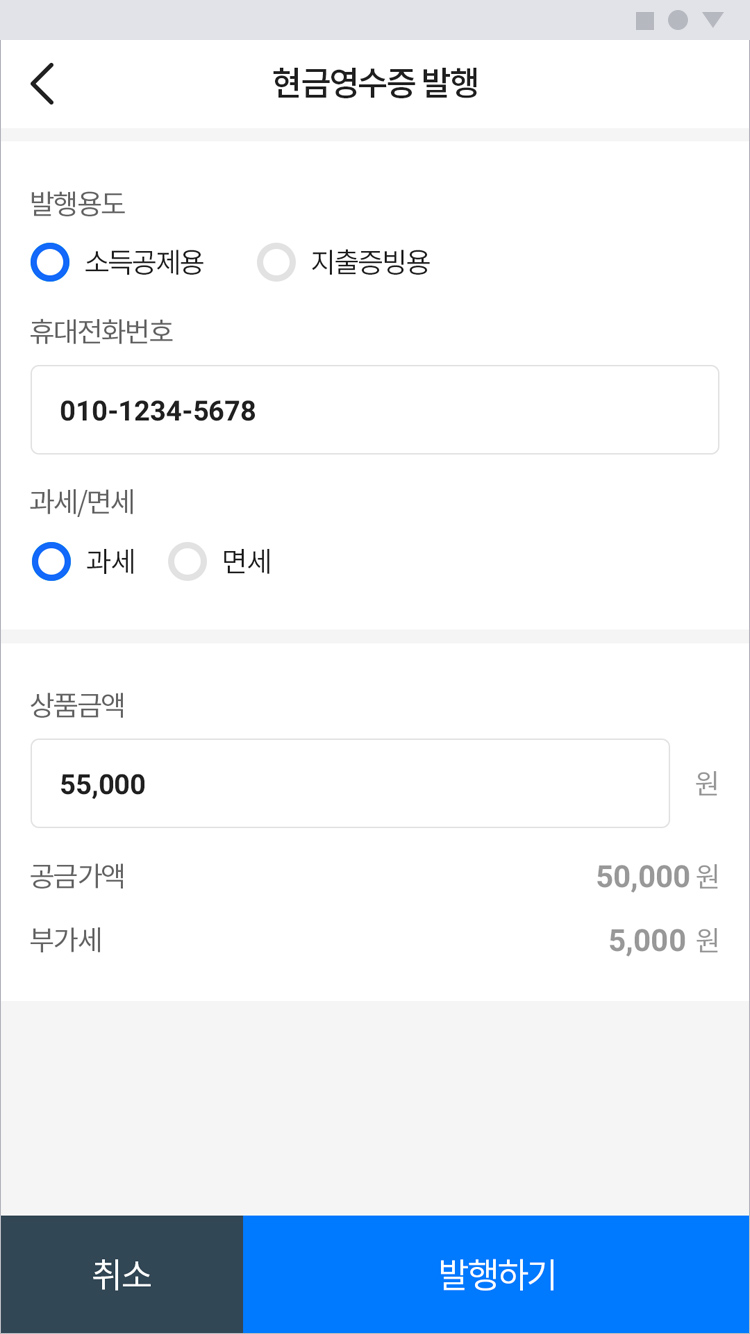 현금영수증 발행
발행용도
소득공제용 지출증빙용
휴대전화번호
010-1234-5678
과세/면세
과세 면세
상품금액
55,000 원
공급가액 50,000 원
부가세 5,000 원
취소 발행하기